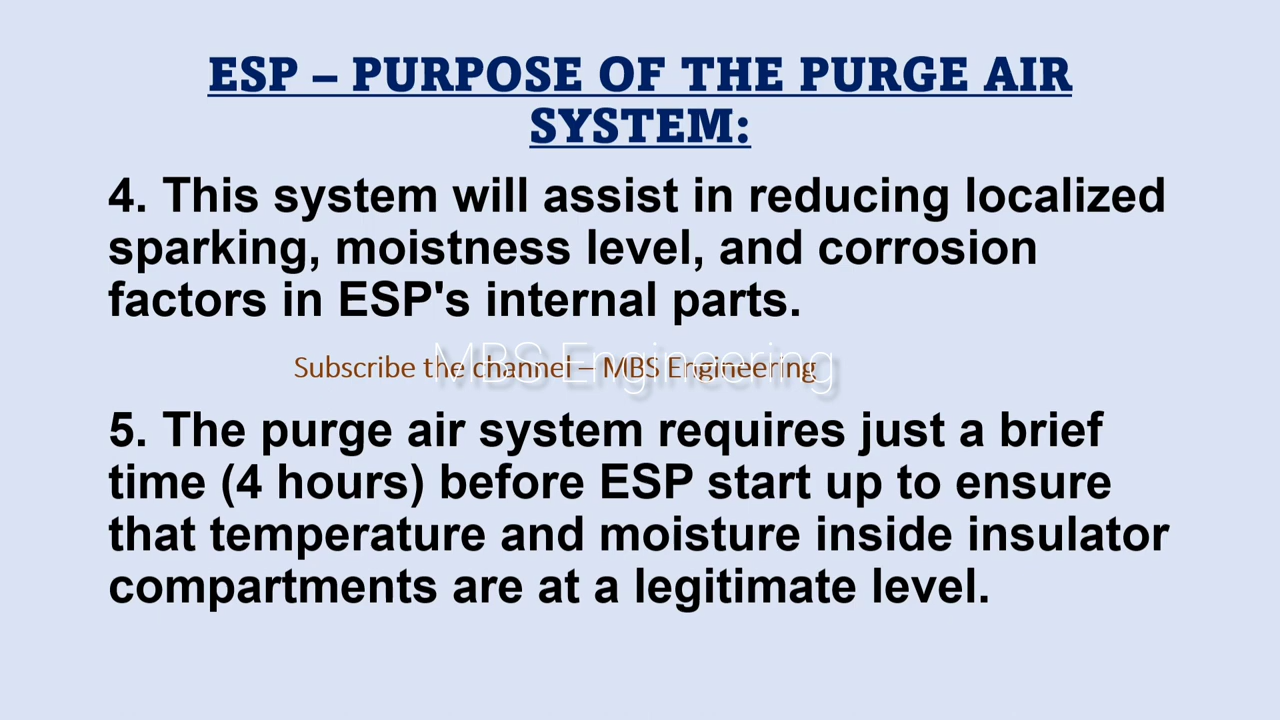 ESP – PURPOSE OF THE PURGE AIR
SYSTEM:
4. This system will assist in reducing localized
sparking, moistness level, and corrosion
factors in ESP's internal parts.
MBS Engineering
Subscribe the channel – MBS Engineering
5. The purge air system requires just a brief
time (4 hours) before ESP start up to ensure
that temperature and moisture inside insulator
compartments are at a legitimate level.